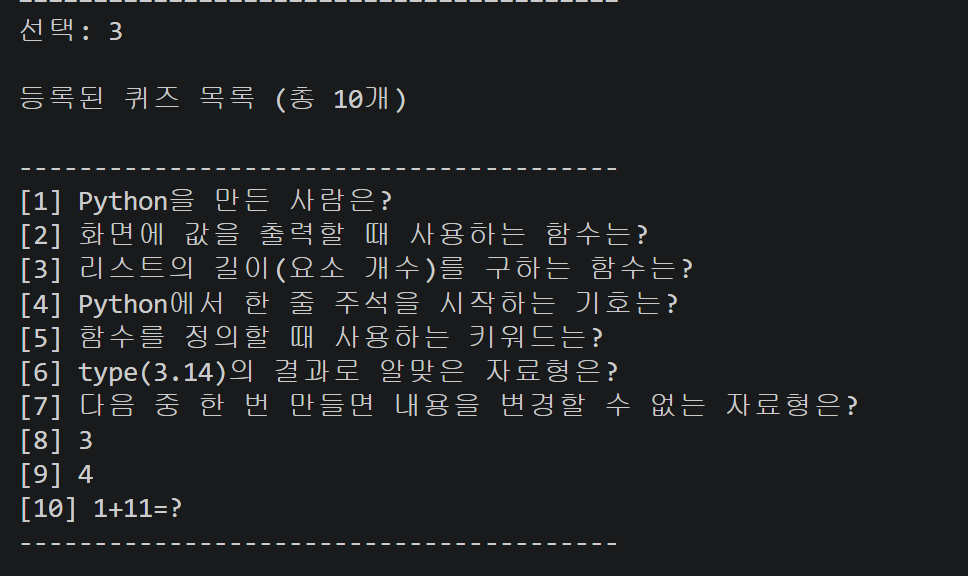 ----------------------------------------
선택: 3
등록된 퀴즈 목록 (총 10개)
----------------------------------------
[1] Python을 만든 사람은?
[2] 화면에 값을 출력할 때 사용하는 함수는?
[3] 리스트의 길이(요소 개수)를 구하는 함수는?
[4] Python에서 한 줄 주석을 시작하는 기호는?
[5] 함수를 정의할 때 사용하는 키워드는?
[6] type(3.14)의 결과로 알맞은 자료형은?
[7] 다음 중 한 번 만들면 내용을 변경할 수 없는 자료형은?
[8] 3
[9] 4
[10] 1+11=?
----------------------------------------